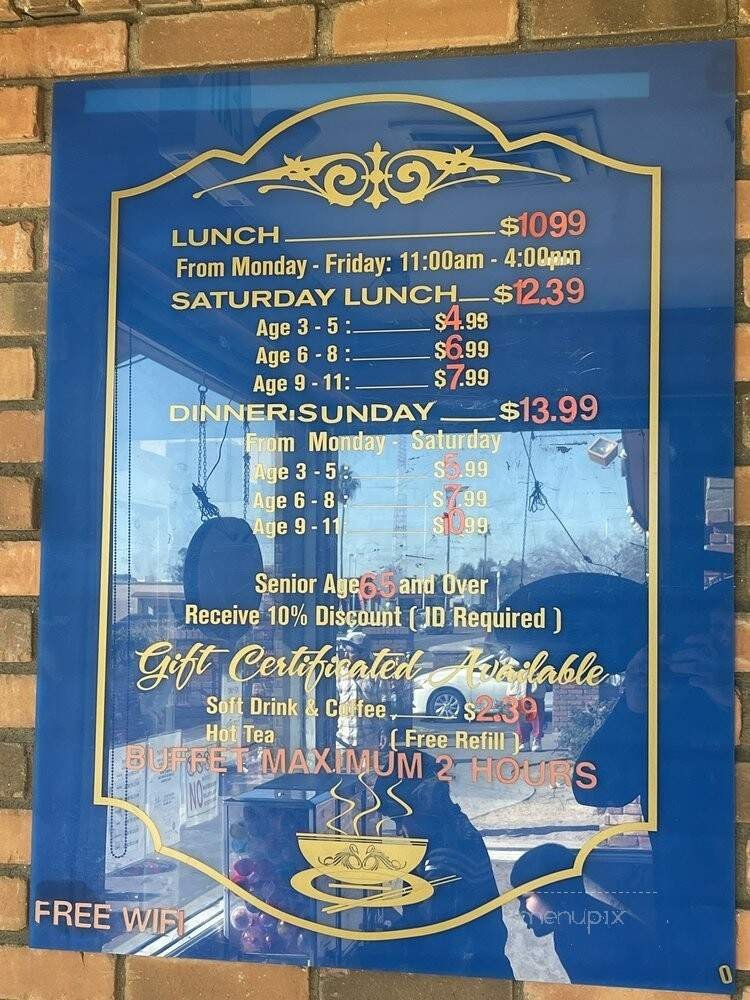 LUNCH $1099
From Monday - Friday: 11:00am - 4:00pm
SATURDAY LUNCH $12.39
Age 3 - 5 : $4.99
Age 6 - 8 : $6.99
Age 9 - 11: $7.99
DINNER:SUNDAY $13.99
From Monday - Saturday
Age 3 - 5 : $5.99
Age 6 - 8 : $7.99
Age 9 - 11 $10.99
Senior Age 65 and Over
Receive 10% Discount ( ID Required )
Gift Certificated Available
Soft Drink & Coffee $2.39
Hot Tea ( Free Refill )
BUFFET MAXIMUM 2 HOURS
NO
FREE WIFI
menupix